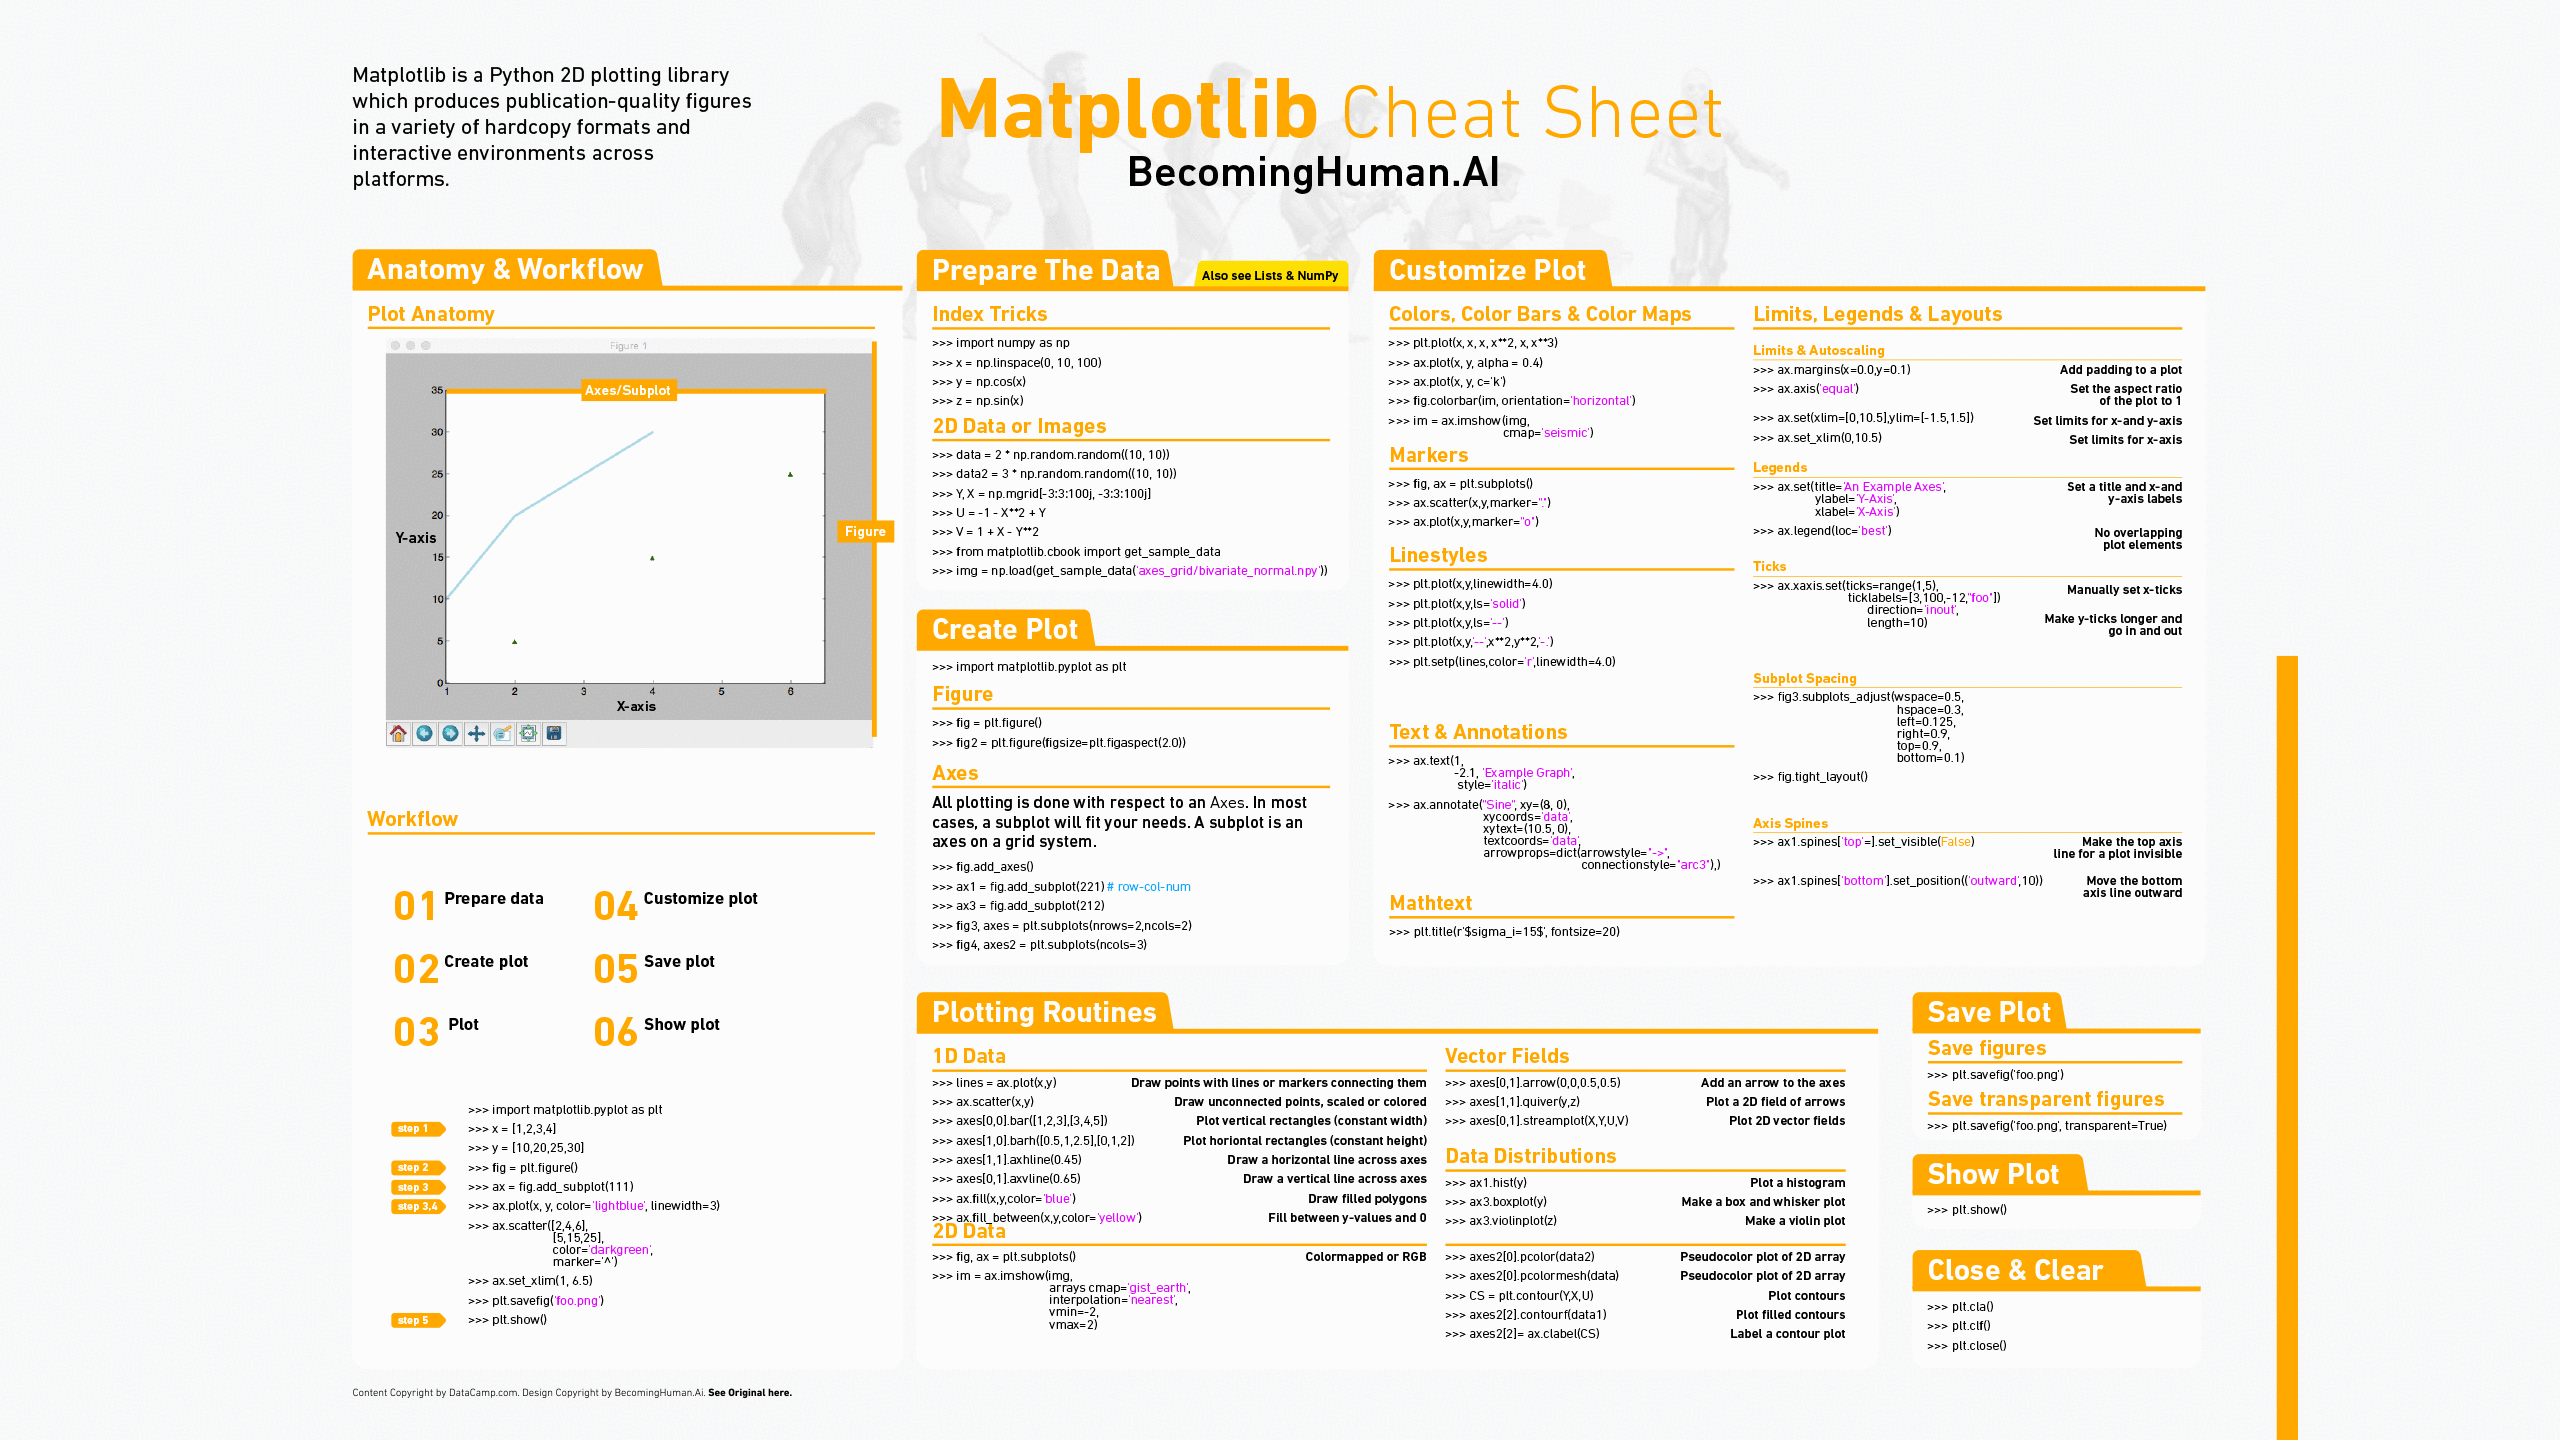 Matplotlib is a Python 2D plotting library
which produces publication-quality figures
in a variety of hardcopy formats and
interactive environments across
platforms.
Matplotlib Cheat Sheet
BecomingHuman.AI
Anatomy & Workflow
Plot Anatomy
Figure 1
Axes/Subplot
35
30
25
20
15
10
5
0
Y-axis
Figure
1
2
3
4
5
6
X-axis
Workflow
01 Prepare data
02 Create plot
03 Plot
04 Customize plot
05 Save plot
06 Show plot
>>> import matplotlib.pyplot as plt
step 1 >>> x = [1,2,3,4]
>>> y = [10,20,25,30]
step 2 >>> fig = plt.figure()
step 3 >>> ax = fig.add_subplot(111)
step 3,4 >>> ax.plot(x, y, color='lightblue', linewidth=3)
>>> ax.scatter([2,4,6],
[5,15,25],
color='darkgreen',
marker='^')
>>> ax.set_xlim(1, 6.5)
>>> plt.savefig('foo.png')
step 5 >>> plt.show()
Prepare The Data
Also see Lists & NumPy
Index Tricks
>>> import numpy as np
>>> x = np.linspace(0, 10, 100)
>>> y = np.cos(x)
>>> z = np.sin(x)
2D Data or Images
>>> data = 2 * np.random.random((10, 10))
>>> data2 = 3 * np.random.random((10, 10))
>>> Y, X = np.mgrid[-3:3:100j, -3:3:100j]
>>> U = -1 - X**2 + Y
>>> V = 1 + X - Y**2
>>> from matplotlib.cbook import get_sample_data
>>> img = np.load(get_sample_data('axes_grid/bivariate_normal.npy'))
Create Plot
>>> import matplotlib.pyplot as plt
Figure
>>> fig = plt.figure()
>>> fig2 = plt.figure(figsize=plt.figaspect(2.0))
Axes
All plotting is done with respect to an Axes. In most
cases, a subplot will fit your needs. A subplot is an
axes on a grid system.
>>> fig.add_axes()
>>> ax1 = fig.add_subplot(221) # row-col-num
>>> ax3 = fig.add_subplot(212)
>>> fig3, axes = plt.subplots(nrows=2,ncols=2)
>>> fig4, axes2 = plt.subplots(ncols=3)
Customize Plot
Colors, Color Bars & Color Maps
>>> plt.plot(x, x, x, x**2, x, x**3)
>>> ax.plot(x, y, alpha = 0.4)
>>> ax.plot(x, y, c='k')
>>> fig.colorbar(im, orientation='horizontal')
>>> im = ax.imshow(img,
cmap='seismic')
Markers
>>> fig, ax = plt.subplots()
>>> ax.scatter(x,y,marker=".")
>>> ax.plot(x,y,marker="o")
Linestyles
>>> plt.plot(x,y,linewidth=4.0)
>>> plt.plot(x,y,ls='solid')
>>> plt.plot(x,y,ls='--')
>>> plt.plot(x,y,'--',x**2,y**2,'-.')
>>> plt.setp(lines,color='r',linewidth=4.0)
Text & Annotations
>>> ax.text(1,
-2.1, 'Example Graph',
style='italic')
>>> ax.annotate("Sine", xy=(8, 0),
xycoords='data',
xytext=(10.5, 0),
textcoords='data',
arrowprops=dict(arrowstyle="->",
connectionstyle="arc3"),)
Mathtext
>>> plt.title(r'$sigma_i=15$', fontsize=20)
Limits, Legends & Layouts
Limits & Autoscaling
>>> ax.margins(x=0.0,y=0.1) Add padding to a plot
>>> ax.axis('equal') Set the aspect ratio
of the plot to 1
>>> ax.set(xlim=[0,10.5],ylim=[-1.5,1.5]) Set limits for x-and y-axis
>>> ax.set_xlim(0,10.5) Set limits for x-axis
Legends
>>> ax.set(title='An Example Axes', Set a title and x-and
ylabel='Y-Axis', y-axis labels
xlabel='X-Axis')
>>> ax.legend(loc='best') No overlapping
plot elements
Ticks
>>> ax.xaxis.set(ticks=range(1,5), Manually set x-ticks
ticklabels=[3,100,-12,"foo"])
direction='inout', Make y-ticks longer and
length=10) go in and out
Subplot Spacing
>>> fig3.subplots_adjust(wspace=0.5,
hspace=0.3,
left=0.125,
right=0.9,
top=0.9,
bottom=0.1)
>>> fig.tight_layout()
Axis Spines
>>> ax1.spines['top'=].set_visible(False) Make the top axis
line for a plot invisible
>>> ax1.spines['bottom'].set_position(('outward',10)) Move the bottom
axis line outward
Plotting Routines
1D Data
>>> lines = ax.plot(x,y) Draw points with lines or markers connecting them
>>> ax.scatter(x,y) Draw unconnected points, scaled or colored
>>> axes[0,0].bar([1,2,3],[3,4,5]) Plot vertical rectangles (constant width)
>>> axes[1,0].barh([0.5,1,2.5],[0,1,2]) Plot horiontal rectangles (constant height)
>>> axes[1,1].axhline(0.45) Draw a horizontal line across axes
>>> axes[0,1].axvline(0.65) Draw a vertical line across axes
>>> ax.fill(x,y,color='blue') Draw filled polygons
>>> ax.fill_between(x,y,color='yellow') Fill between y-values and 0
2D Data
>>> fig, ax = plt.subplots() Colormapped or RGB
>>> im = ax.imshow(img,
arrays cmap='gist_earth',
interpolation='nearest',
vmin=-2,
vmax=2)
Vector Fields
>>> axes[0,1].arrow(0,0,0.5,0.5) Add an arrow to the axes
>>> axes[1,1].quiver(y,z) Plot a 2D field of arrows
>>> axes[0,1].streamplot(X,Y,U,V) Plot 2D vector fields
Data Distributions
>>> ax1.hist(y) Plot a histogram
>>> ax3.boxplot(y) Make a box and whisker plot
>>> ax3.violinplot(z) Make a violin plot
>>> axes2[0].pcolor(data2) Pseudocolor plot of 2D array
>>> axes2[0].pcolormesh(data) Pseudocolor plot of 2D array
>>> CS = plt.contour(Y,X,U) Plot contours
>>> axes2[2].contourf(data1) Plot filled contours
>>> axes2[2]= ax.clabel(CS) Label a contour plot
Save Plot
Save figures
>>> plt.savefig('foo.png')
Save transparent figures
>>> plt.savefig('foo.png', transparent=True)
Show Plot
>>> plt.show()
Close & Clear
>>> plt.cla()
>>> plt.clf()
>>> plt.close()
Content Copyright by DataCamp.com. Design Copyright by BecomingHuman.Ai. See Original here.